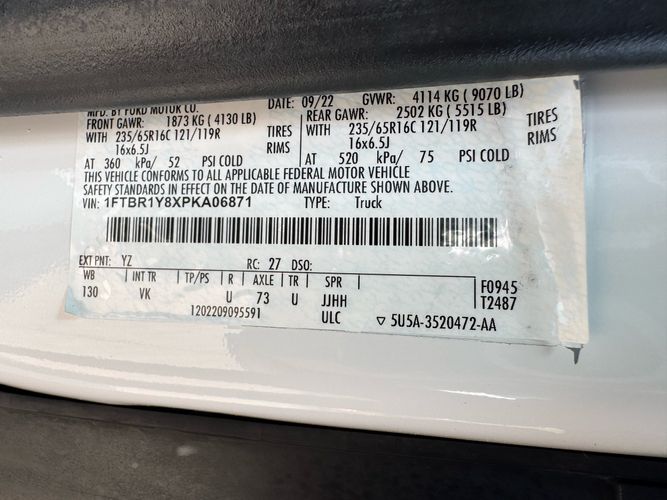 MFD. BY FORD MOTOR CO.
DATE: 09/22 GVWR: 4114 KG ( 9070 LB)
FRONT GAWR: 1873 KG ( 4130 LB) REAR GAWR: 2502 KG ( 5515 LB)
WITH 235/65R16C 121/119R TIRES WITH 235/65R16C 121/119R TIRES
16x6.5J RIMS 16x6.5J RIMS
AT 360 kPa/ 52 PSI COLD AT 520 kPa/ 75 PSI COLD
THIS VEHICLE CONFORMS TO ALL APPLICABLE FEDERAL MOTOR VEHICLE
SAFETY STANDARDS IN EFFECT ON THE DATE OF MANUFACTURE SHOWN ABOVE.
VIN: 1FTBR1Y8XPKA06871 TYPE: Truck
EXT PNT: YZ RC: 27 DSO:
WB INT TR TP/PS R AXLE TR SPR F0945
130 VK U 73 U JJHH T2487
1202209095591 ULC ▽ 5U5A-3520472-AA